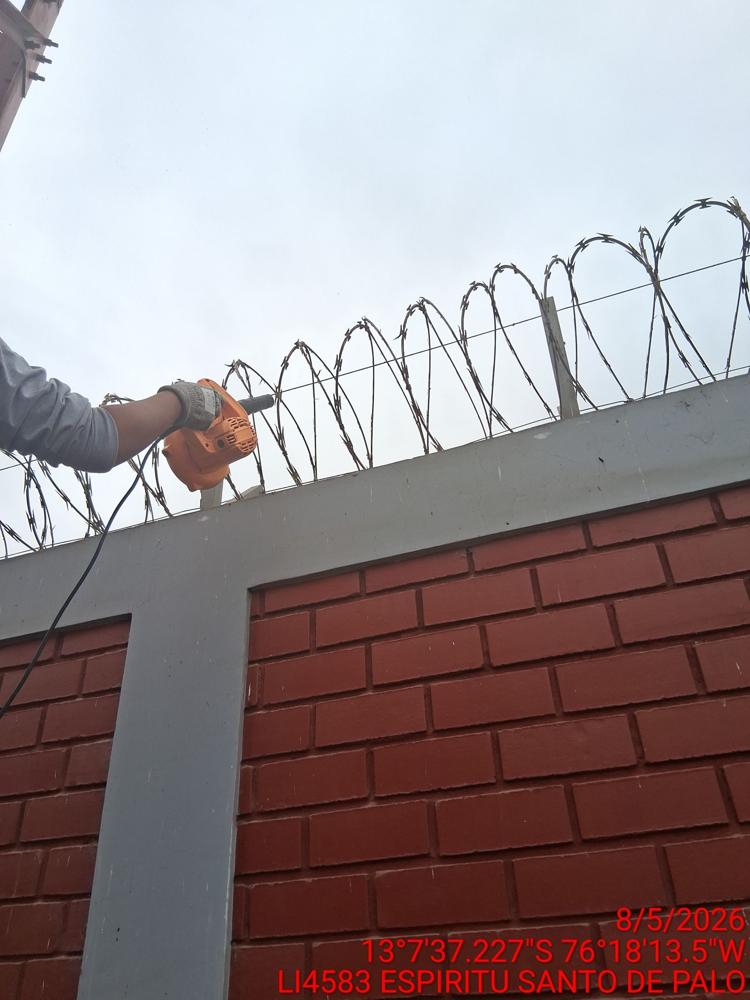 8/5/2026
13°7'37.227"S 76°18'13.5"W
LI4583 ESPIRITU SANTO DE PALO